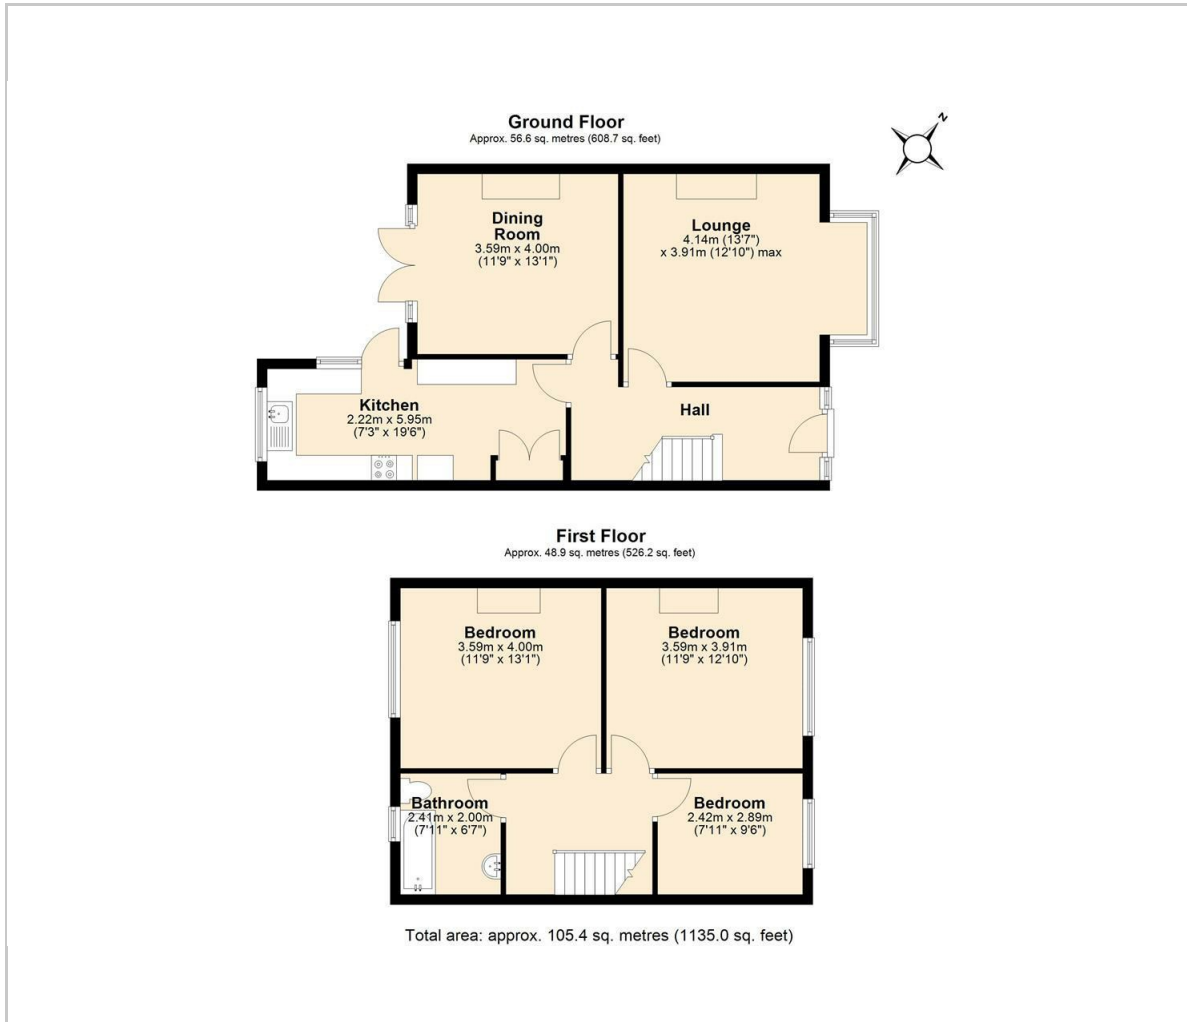 Ground Floor
Approx. 56.6 sq. metres (608.7 sq. feet)
N
Dining
Room
3.59m x 4.00m
(11'9" x 13'1")
Lounge
4.14m (13'7")
x 3.91m (12'10") max
Kitchen
2.22m x 5.95m
(7'3" x 19'6")
Hall
First Floor
Approx. 48.9 sq. metres (526.2 sq. feet)
Bedroom
3.59m x 4.00m
(11'9" x 13'1")
Bedroom
3.59m x 3.91m
(11'9" x 12'10")
Bathroom
2.41m x 2.00m
(7'11" x 6'7")
Bedroom
2.42m x 2.89m
(7'11" x 9'6")
Total area: approx. 105.4 sq. metres (1135.0 sq. feet)